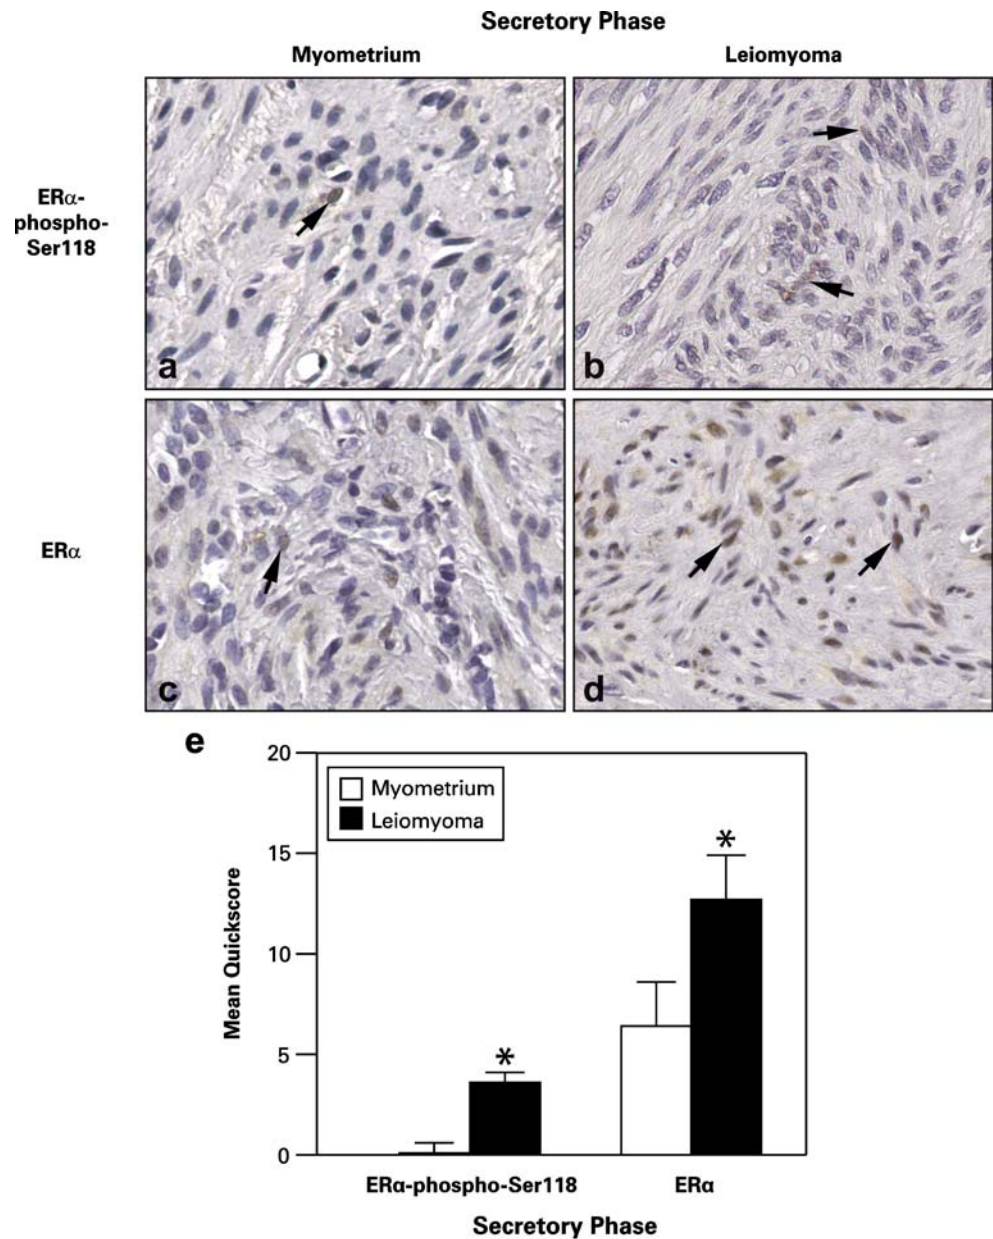 Secretory Phase
Myometrium
Leiomyoma
ERα-
phospho-
Ser118
a
b
ERα
c
d
e
20
15
10
5
0
Mean Quickscore
Myometrium
Leiomyoma
*
*
ERα-phospho-Ser118
ERα
Secretory Phase